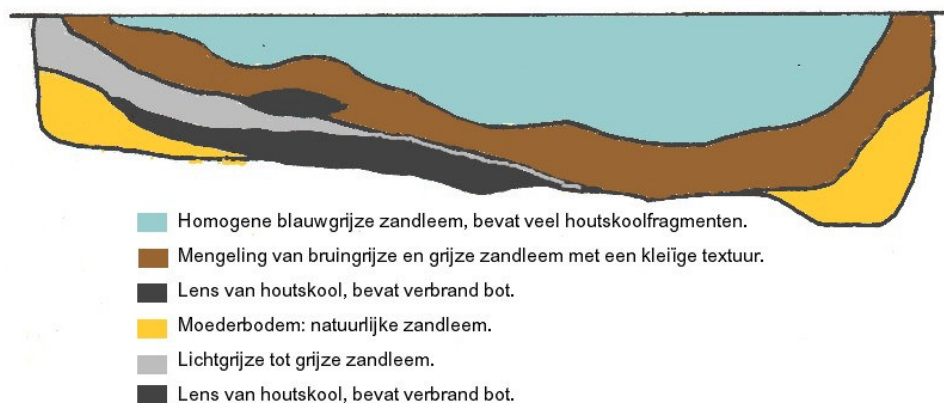 Homogene blauwgrijze zandleem, bevat veel houtskoolfragmenten.
Mengeling van bruingrijze en grijze zandleem met een kleiïge textuur.
Lens van houtskool, bevat verbrand bot.
Moederbodem: natuurlijke zandleem.
Lichtgrijze tot grijze zandleem.
Lens van houtskool, bevat verbrand bot.